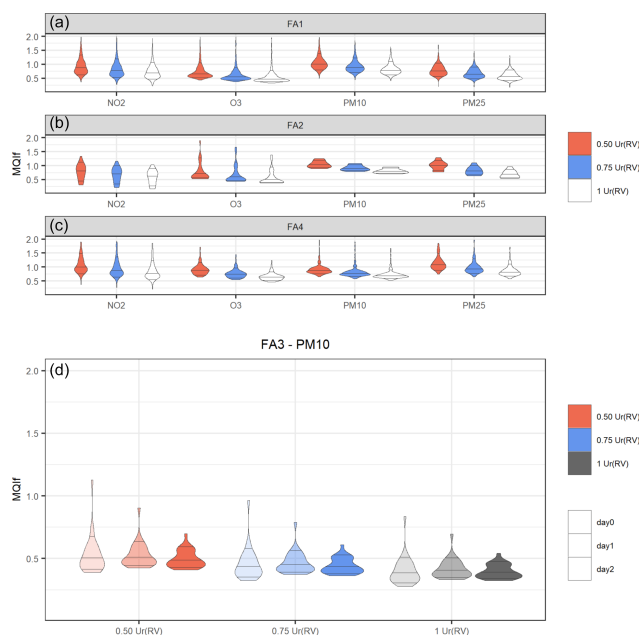 (a)
FA1
2.0
1.5
1.0
0.5
NO2 O3 PM10 PM25
(b)
FA2
2.0
1.5
1.0
0.5
MQIf
NO2 O3 PM10 PM25
0.50 Ur(RV)
0.75 Ur(RV)
1 Ur(RV)
(c)
FA4
2.0
1.5
1.0
0.5
NO2 O3 PM10 PM25
FA3 - PM10
(d)
2.0
1.5
1.0
0.5
MQIf
0.50 Ur(RV) 0.75 Ur(RV) 1 Ur(RV)
0.50 Ur(RV)
0.75 Ur(RV)
1 Ur(RV)
day0
day1
day2